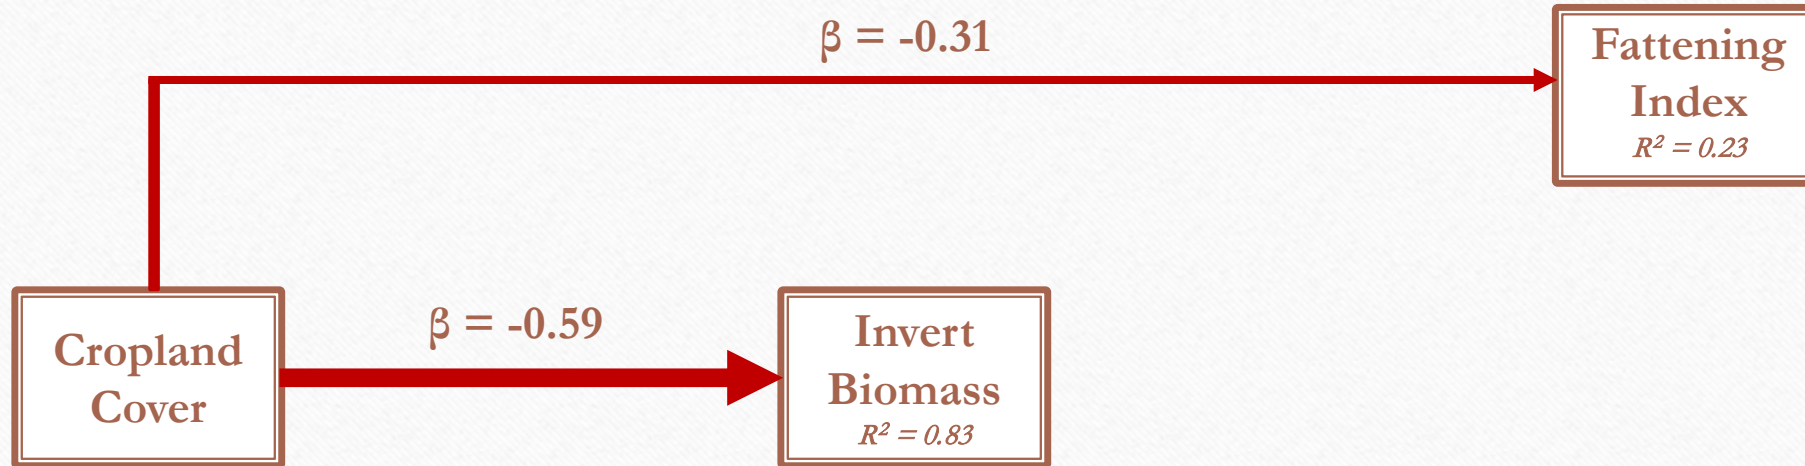 β = -0.31
Fattening
Index
R² = 0.23
Cropland
Cover
β = -0.59
Invert
Biomass
R² = 0.83